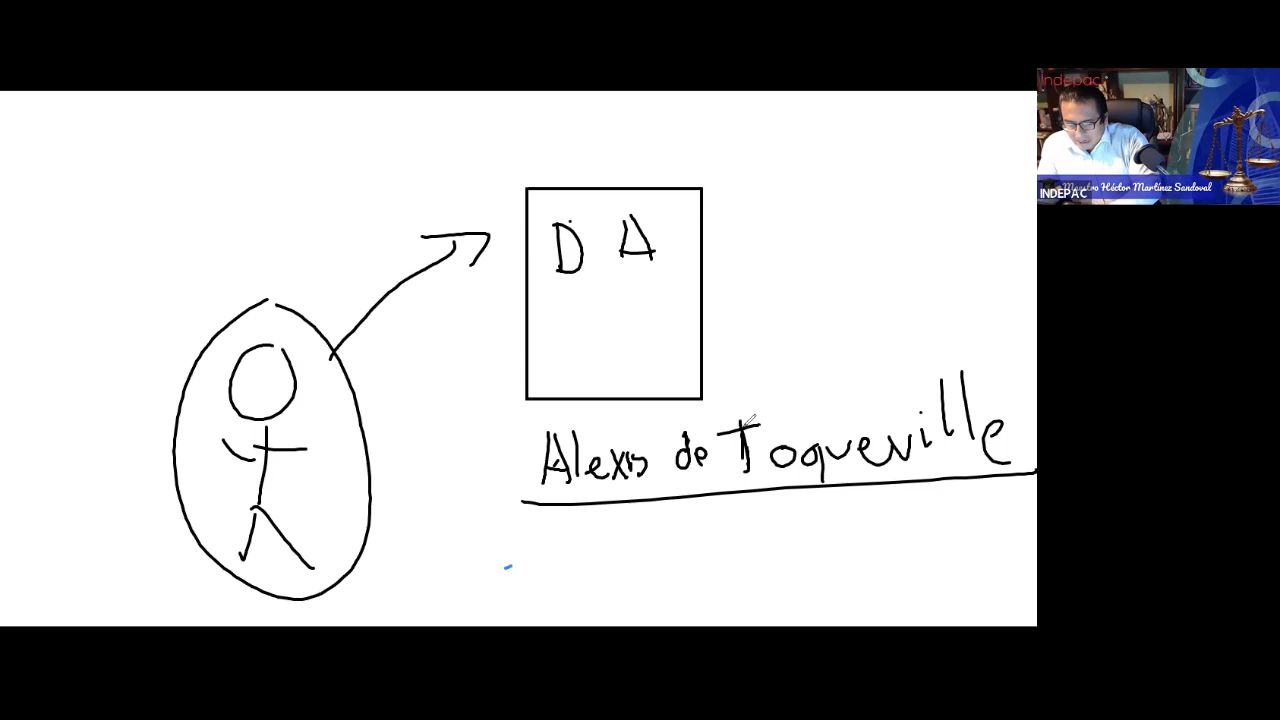 Indepac
Maestro Héctor Martínez Sandoval
INDEPAC
D A
Alexis de Toqueville